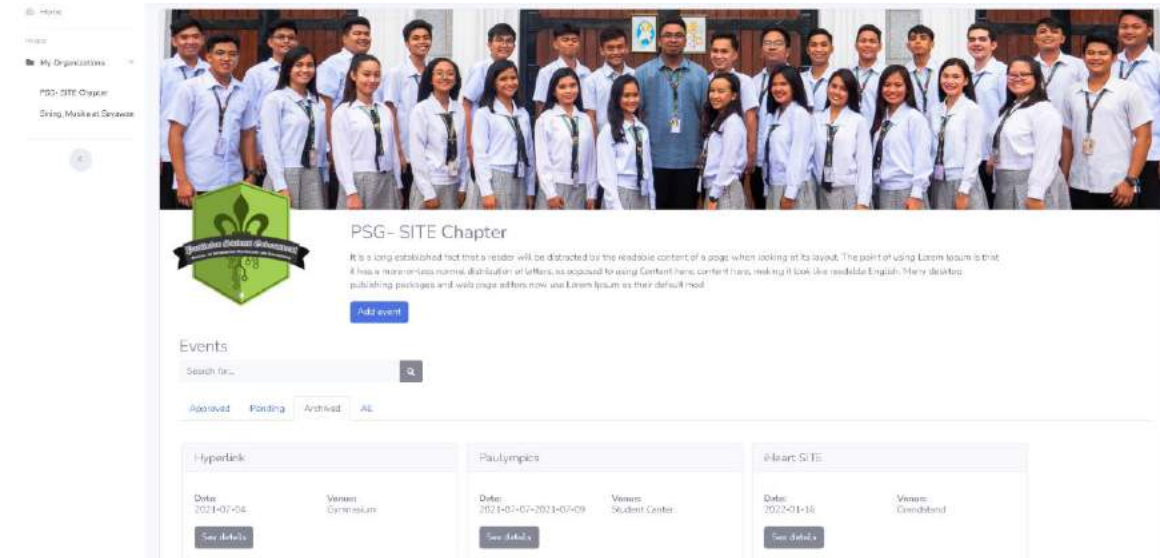 Home
My Organizations
PSG- SITE Chapter
Sining, Musika at Sayawan
PSG- SITE Chapter
It is a long established fact that a reader will be distracted by the readable content of a page when looking at its layout. The point of using Lorem Ipsum is that
it has a more-or-less normal distribution of letters, as opposed to using Content here, content here, making it look like readable English. Many desktop
publishing packages and web page editors now use Lorem Ipsum as their default mod
Add event
Events
Search for...
Approved Pending Archived All
Hyperlink
Date: Venue:
2021-07-04 Gymnasium
See details
Paulympics
Date: Venue:
2021-07-07-2021-07-09 Student Center
See details
iHeart SITE
Date: Venue:
2022-01-18 Grandstand
See details